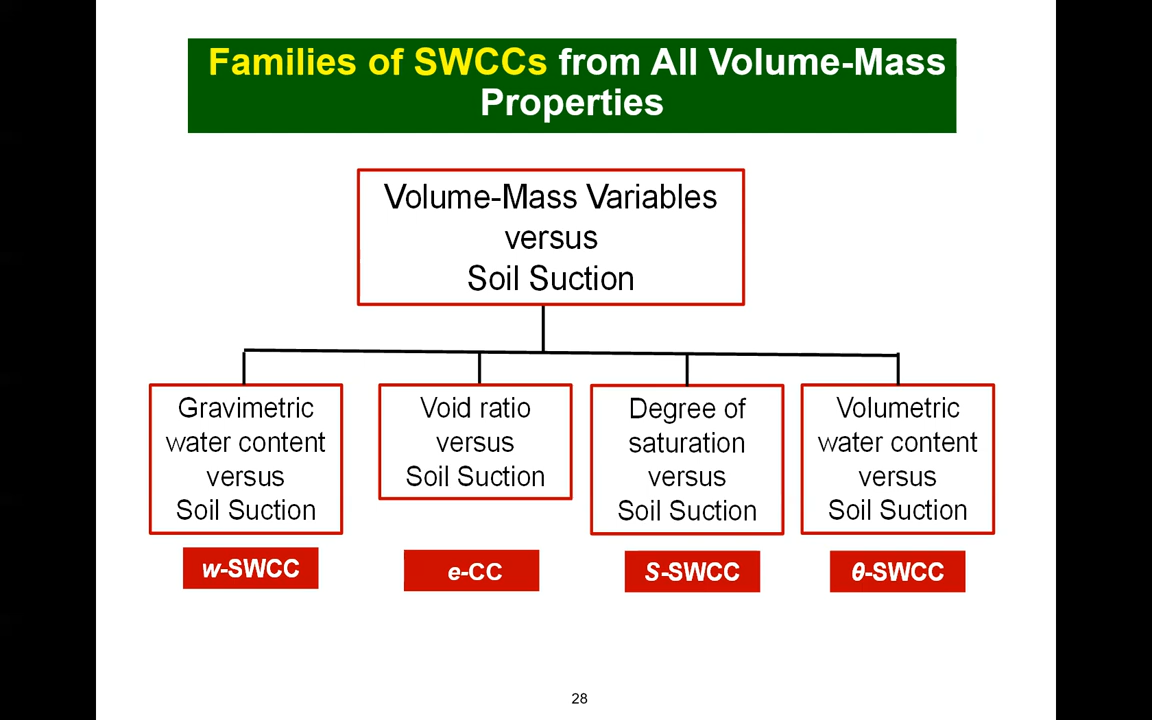 Families of SWCCs from All Volume-Mass
Properties
Volume-Mass Variables
versus
Soil Suction
Gravimetric
water content
versus
Soil Suction
w-SWCC
Void ratio
versus
Soil Suction
e-CC
Degree of
saturation
versus
Soil Suction
S-SWCC
Volumetric
water content
versus
Soil Suction
θ-SWCC
28